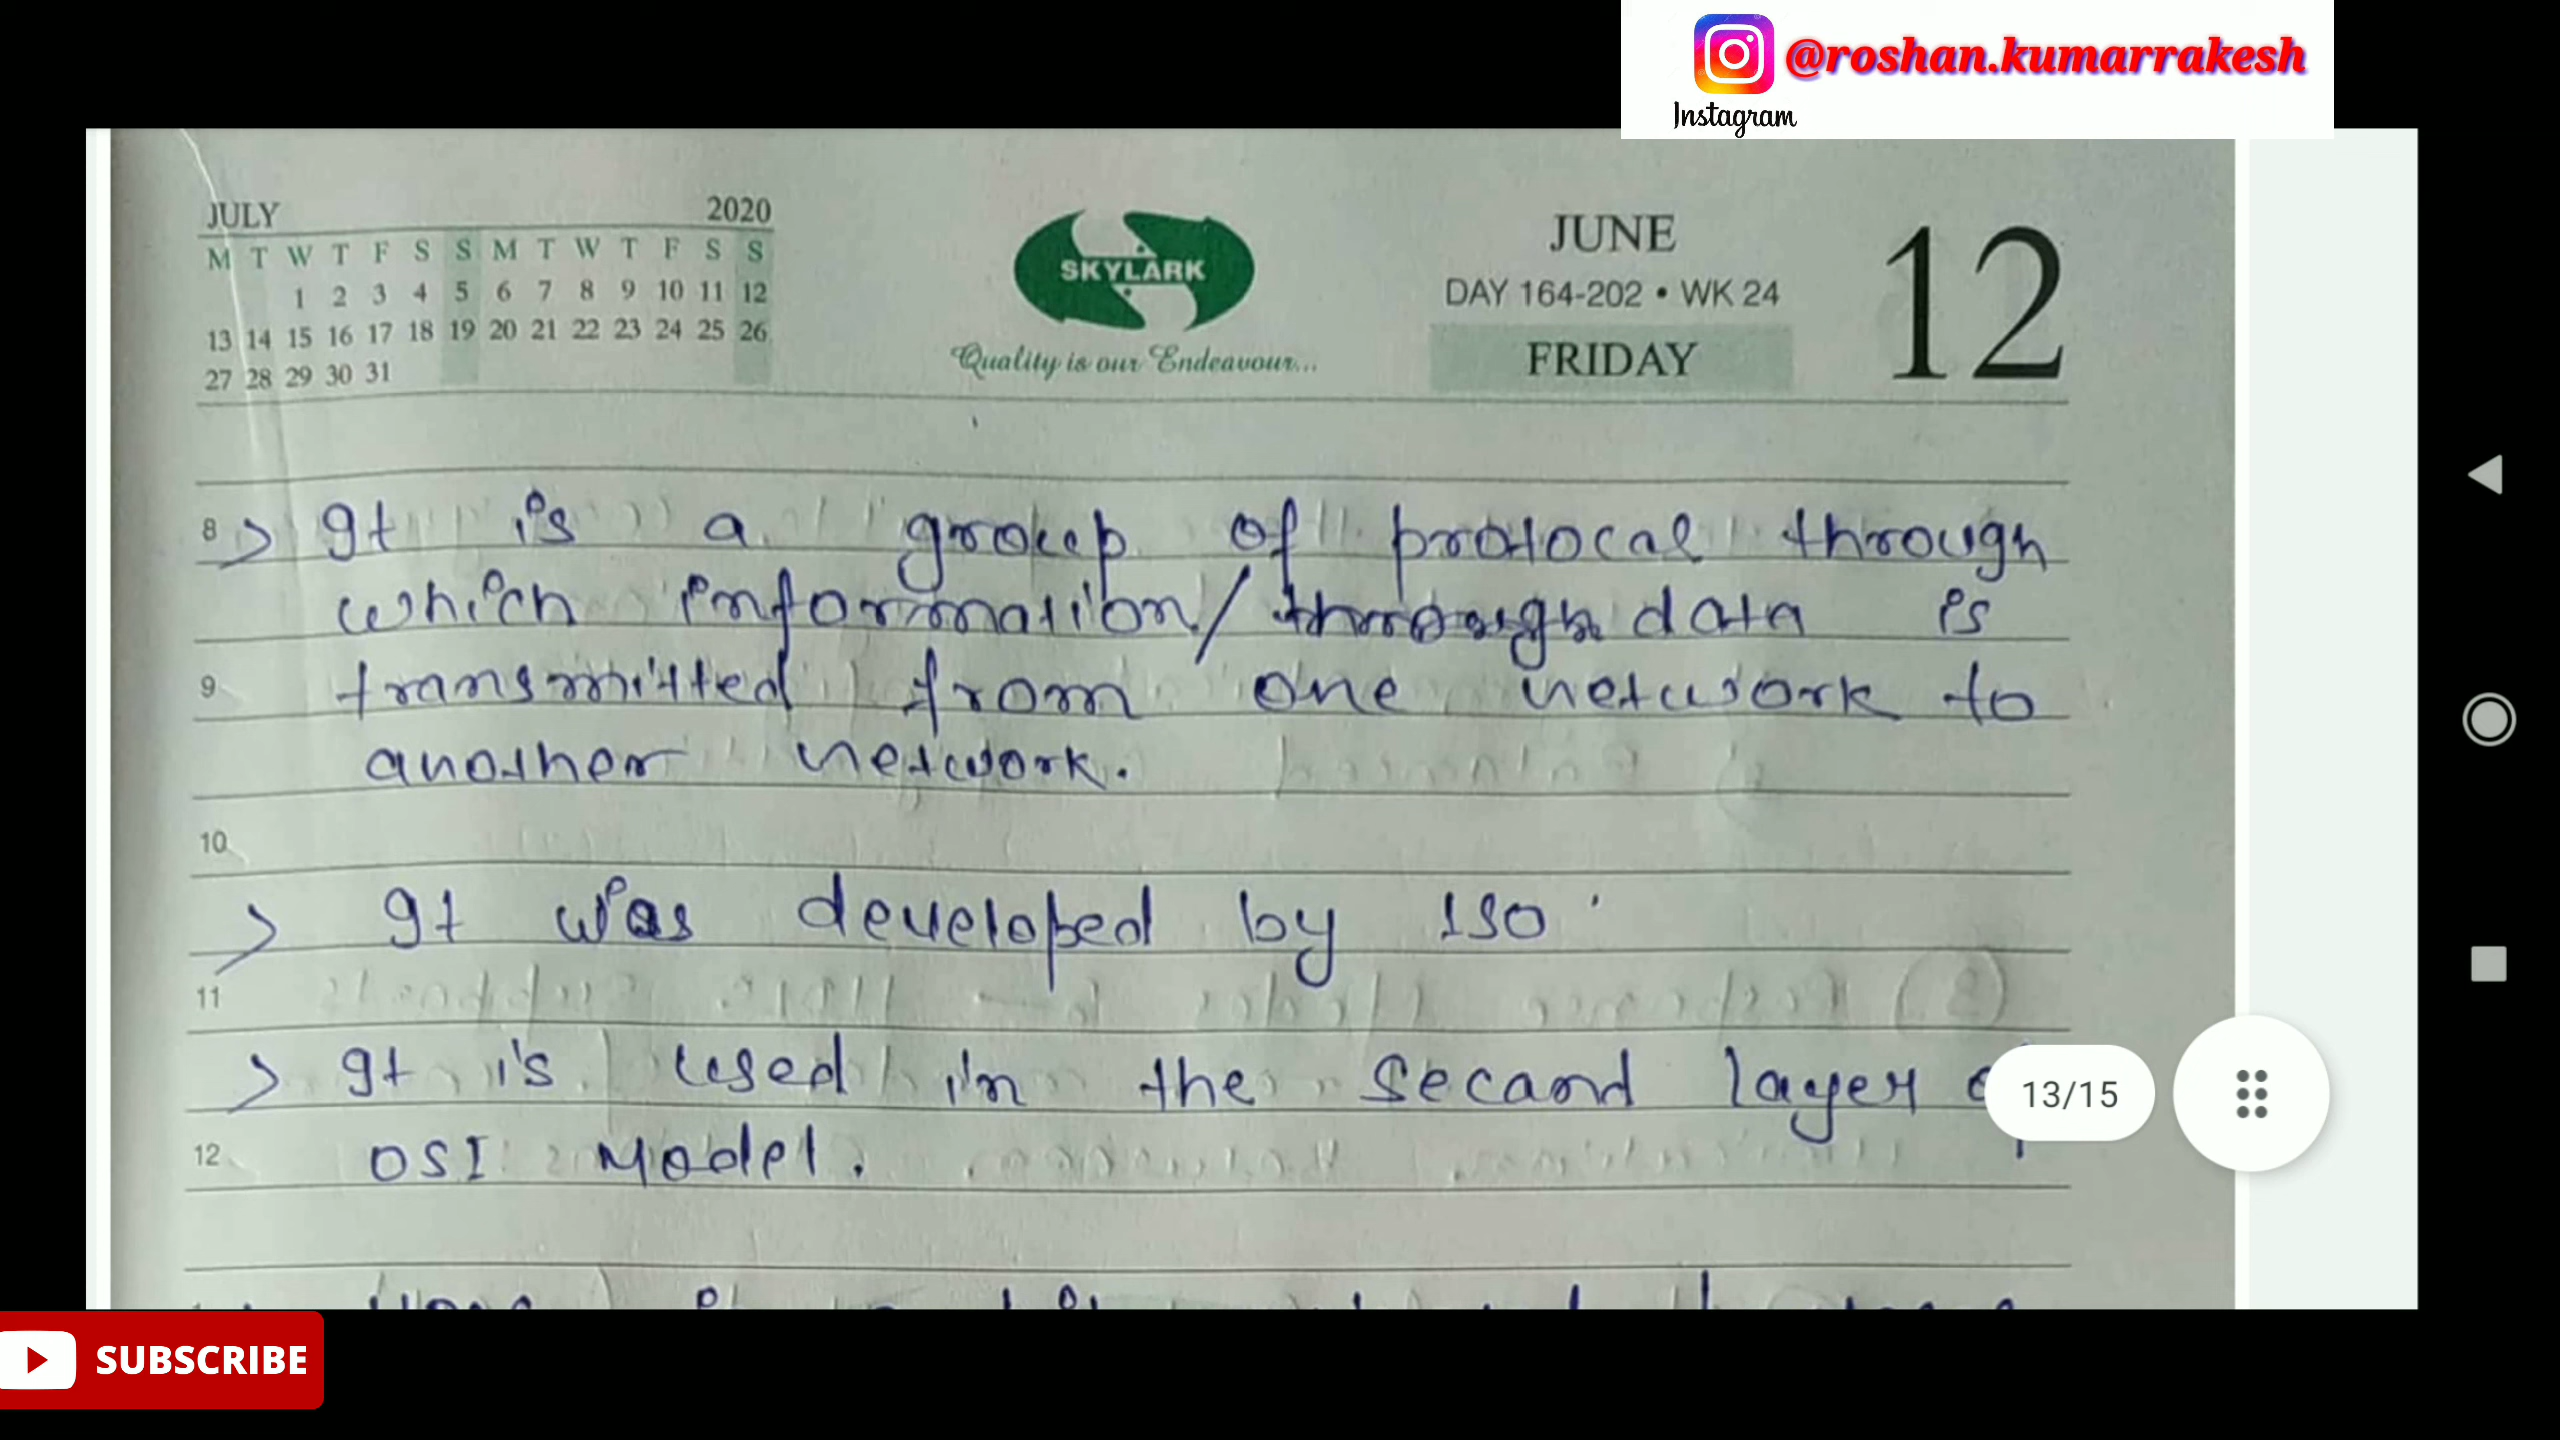 @roshan.kumarrakesh
Instagram
JULY 2020
M T W T F S S M T W T F S S
1 2 3 4 5 6 7 8 9 10 11 12
13 14 15 16 17 18 19 20 21 22 23 24 25 26
27 28 29 30 31
SKYLARK
Quality is our Endeavour...
JUNE
DAY 164-202 • WK 24
FRIDAY
12
8 > It is a group of protocal through
which information/ through data is
9 transmitted from one network to
another network.
10
> It was developed by ISO
11
> It is used in the secand layer
12 OSI Model.
13/15
SUBSCRIBE